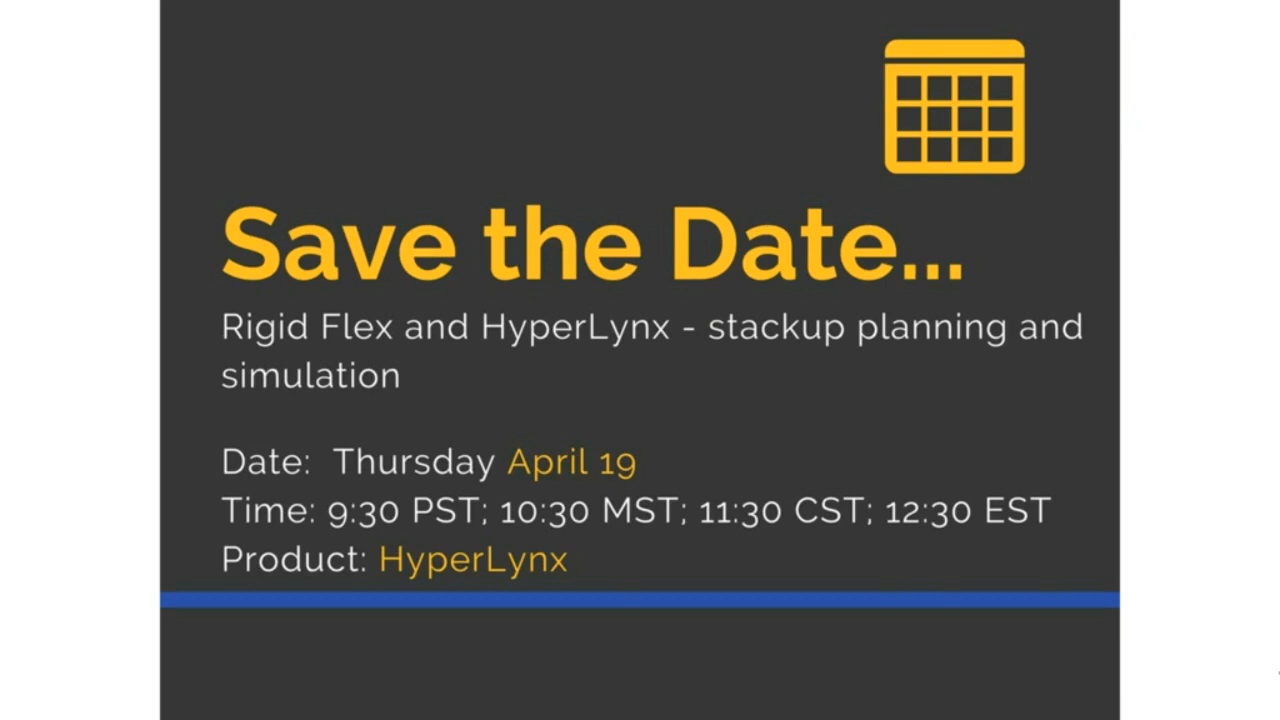 Save the Date...
Rigid Flex and HyperLynx - stackup planning and
simulation
Date: Thursday April 19
Time: 9:30 PST; 10:30 MST; 11:30 CST; 12:30 EST
Product: HyperLynx